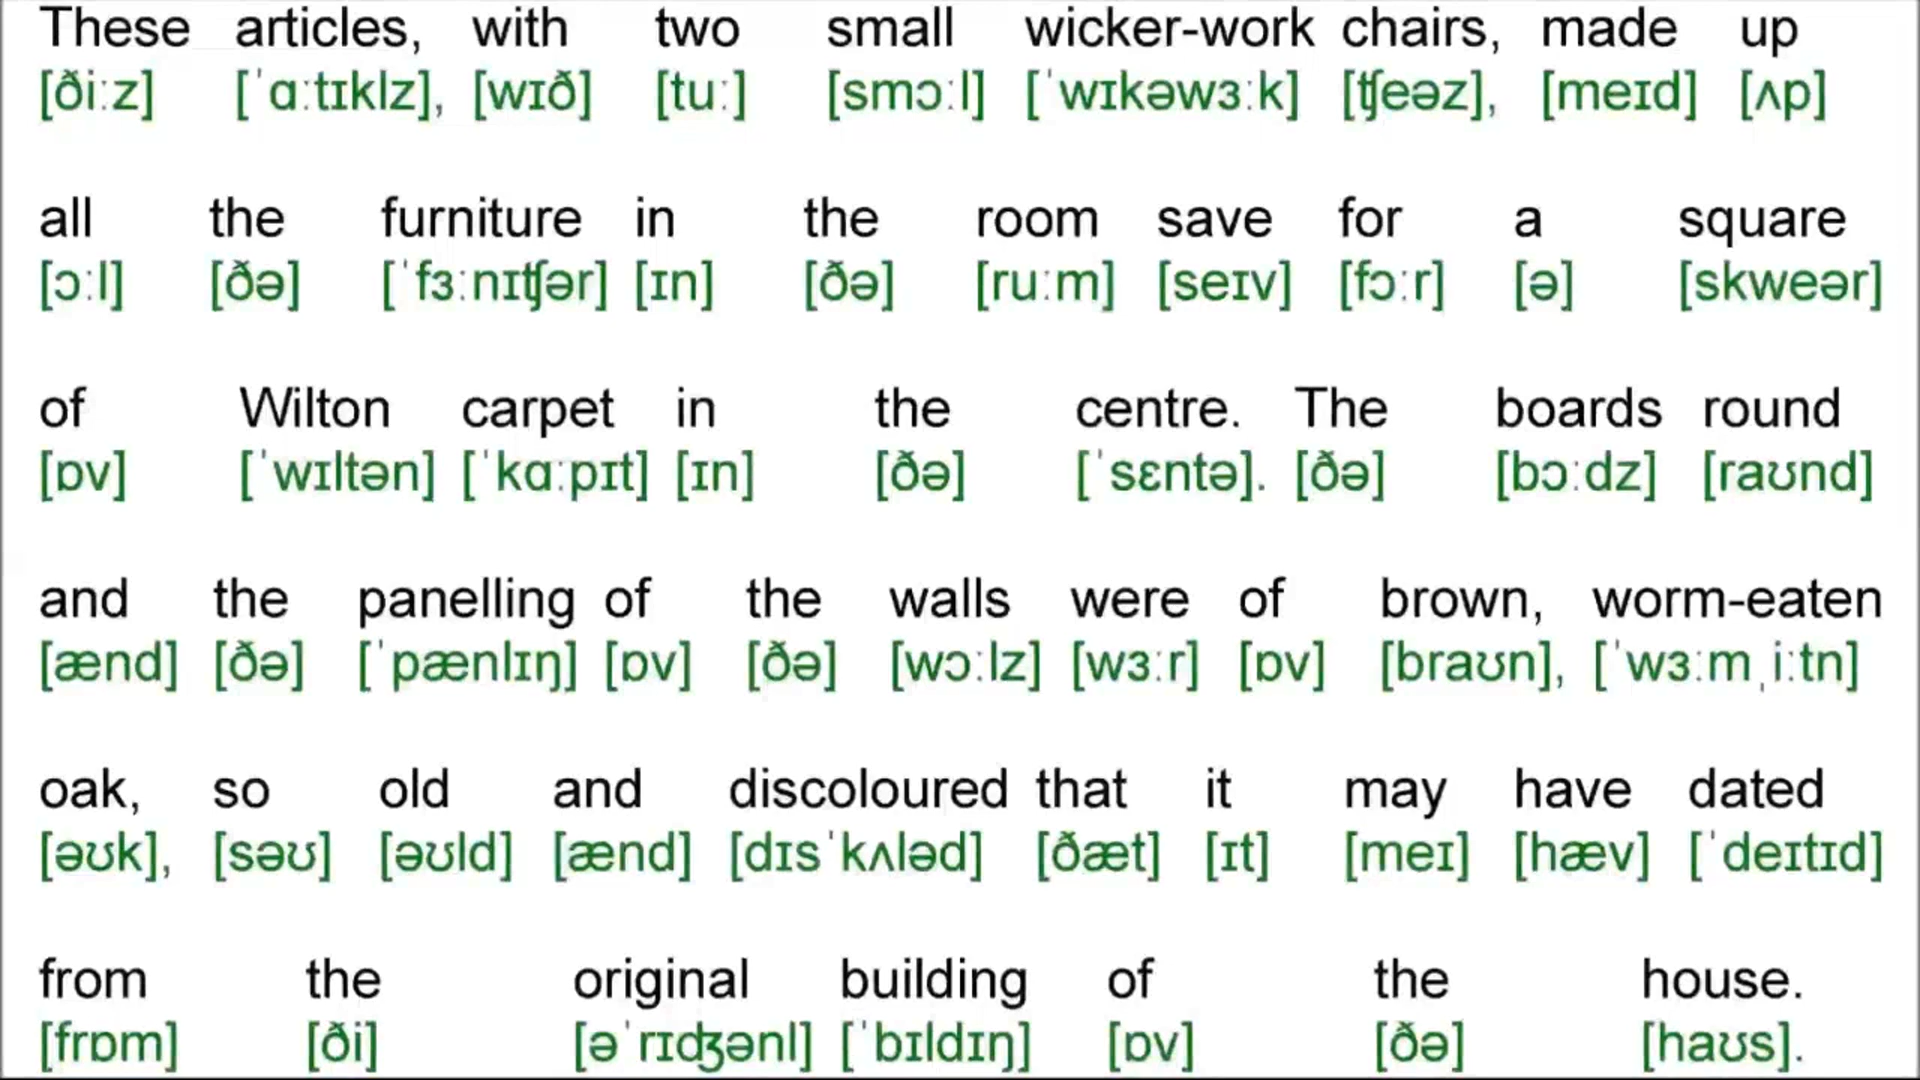 These articles, with two small wicker-work chairs, made up
[ðiːz] [ˈɑːtɪklz], [wɪð] [tuː] [smɔːl] [ˈwɪkəwɜːk] [ʧeəz], [meɪd] [ʌp]
all the furniture in the room save for a square
[ɔːl] [ðə] [ˈfɜːnɪʧər] [ɪn] [ðə] [ruːm] [seɪv] [fɔːr] [ə] [skweər]
of Wilton carpet in the centre. The boards round
[ɒv] [ˈwɪltən] [ˈkɑːpɪt] [ɪn] [ðə] [ˈsɛntə]. [ðə] [bɔːdz] [raʊnd]
and the panelling of the walls were of brown, worm-eaten
[ænd] [ðə] [ˈpænlɪŋ] [ɒv] [ðə] [wɔːlz] [wɜːr] [ɒv] [braʊn], [ˈwɜːmˌiːtn]
oak, so old and discoloured that it may have dated
[əʊk], [səʊ] [əʊld] [ænd] [dɪsˈkʌləd] [ðæt] [ɪt] [meɪ] [hæv] [ˈdeɪtɪd]
from the original building of the house.
[frɒm] [ði] [əˈrɪʤənl] [ˈbɪldɪŋ] [ɒv] [ðə] [haʊs].